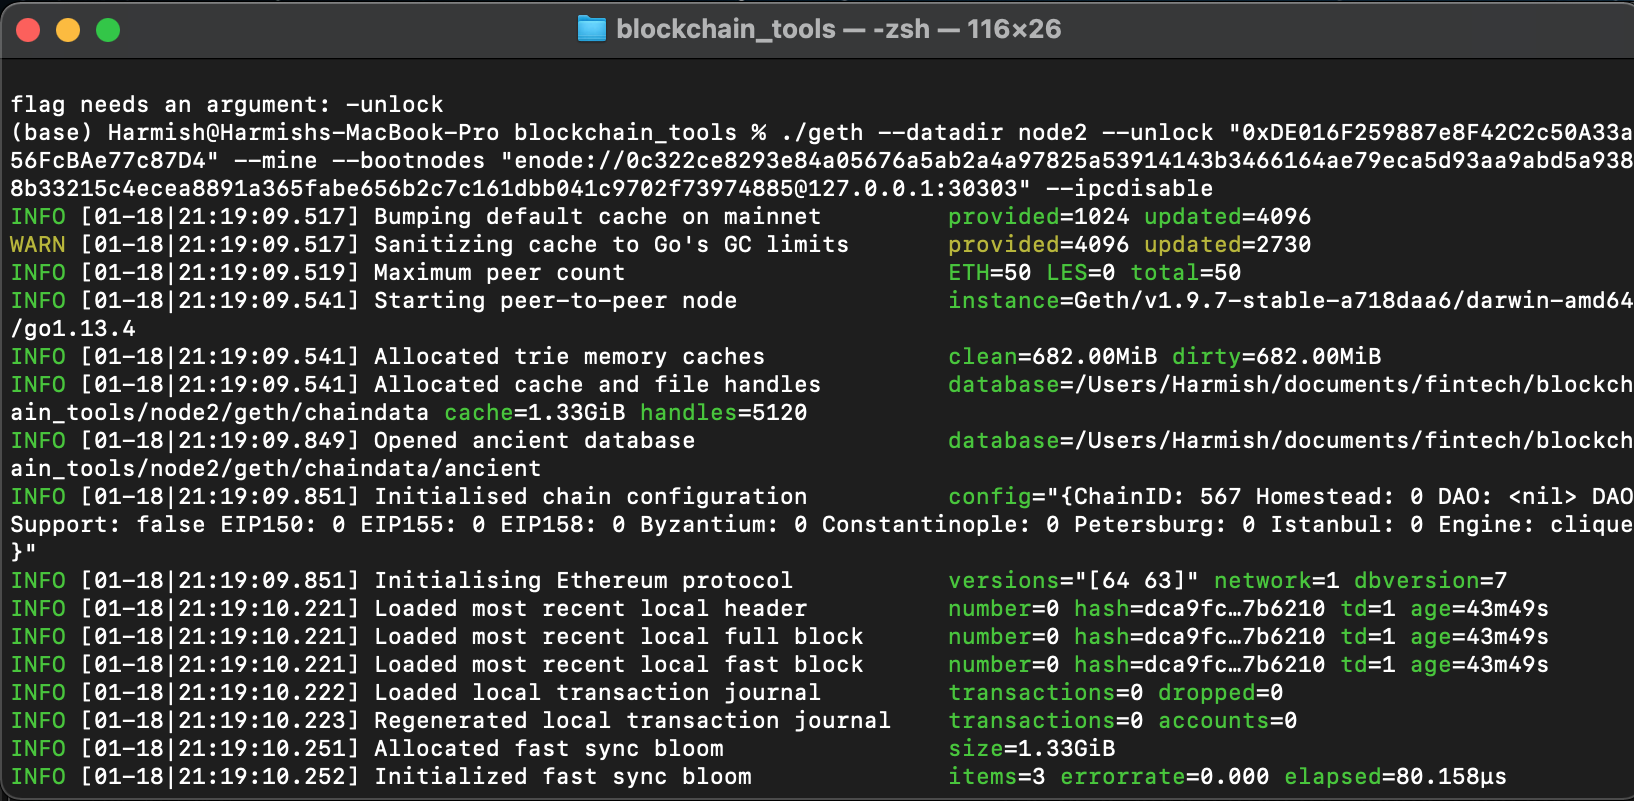 blockchain_tools — -zsh — 116×26
flag needs an argument: -unlock
(base) Harmish@Harmishs-MacBook-Pro blockchain_tools % ./geth --datadir node2 --unlock "0xDE016F259887e8F42C2c50A33a
56FcBAe77c87D4" --mine --bootnodes "enode://0c322ce8293e84a05676a5ab2a4a97825a53914143b3466164ae79eca5d93aa9abd5a938
8b33215c4ecea8891a365fabe656b2c7c161dbb041c9702f73974885@127.0.0.1:30303" --ipcdisable
INFO [01-18|21:19:09.517] Bumping default cache on mainnet         provided=1024 updated=4096
WARN [01-18|21:19:09.517] Sanitizing cache to Go's GC limits       provided=4096 updated=2730
INFO [01-18|21:19:09.519] Maximum peer count                       ETH=50 LES=0 total=50
INFO [01-18|21:19:09.541] Starting peer-to-peer node               instance=Geth/v1.9.7-stable-a718daa6/darwin-amd64
/go1.13.4
INFO [01-18|21:19:09.541] Allocated trie memory caches             clean=682.00MiB dirty=682.00MiB
INFO [01-18|21:19:09.541] Allocated cache and file handles         database=/Users/Harmish/documents/fintech/blockch
ain_tools/node2/geth/chaindata cache=1.33GiB handles=5120
INFO [01-18|21:19:09.849] Opened ancient database                  database=/Users/Harmish/documents/fintech/blockch
ain_tools/node2/geth/chaindata/ancient
INFO [01-18|21:19:09.851] Initialised chain configuration          config="{ChainID: 567 Homestead: 0 DAO: <nil> DAO
Support: false EIP150: 0 EIP155: 0 EIP158: 0 Byzantium: 0 Constantinople: 0 Petersburg: 0 Istanbul: 0 Engine: clique
}"
INFO [01-18|21:19:09.851] Initialising Ethereum protocol           versions="[64 63]" network=1 dbversion=7
INFO [01-18|21:19:10.221] Loaded most recent local header          number=0 hash=dca9fc…7b6210 td=1 age=43m49s
INFO [01-18|21:19:10.221] Loaded most recent local full block      number=0 hash=dca9fc…7b6210 td=1 age=43m49s
INFO [01-18|21:19:10.221] Loaded most recent local fast block      number=0 hash=dca9fc…7b6210 td=1 age=43m49s
INFO [01-18|21:19:10.222] Loaded local transaction journal         transactions=0 dropped=0
INFO [01-18|21:19:10.223] Regenerated local transaction journal    transactions=0 accounts=0
INFO [01-18|21:19:10.251] Allocated fast sync bloom                size=1.33GiB
INFO [01-18|21:19:10.252] Initialized fast sync bloom              items=3 errorrate=0.000 elapsed=80.158µs